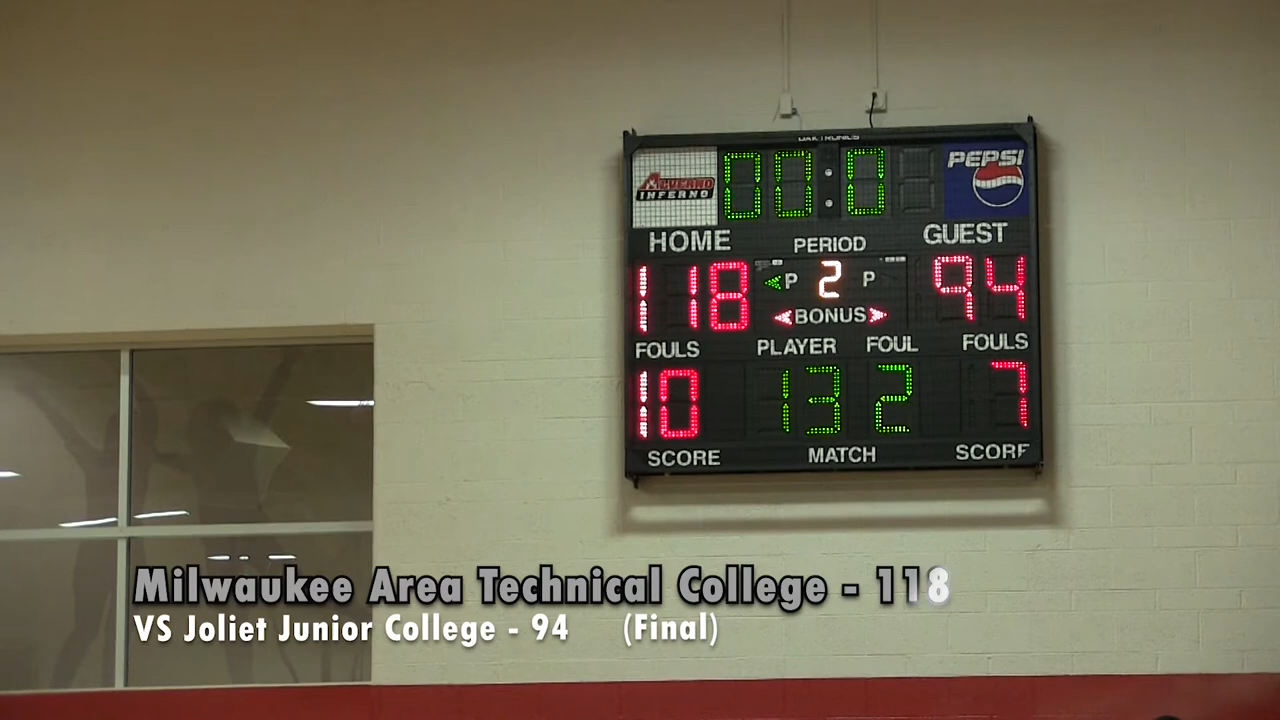 DAKTRONICS
ALVERNO
INFERNO
00:0
PEPSI
HOME
PERIOD
GUEST
118
P 2 P
94
BONUS
FOULS
PLAYER FOUL
FOULS
10
13 2
7
SCORE
MATCH
SCORE
Milwaukee Area Technical College - 118
VS Joliet Junior College - 94 (Final)